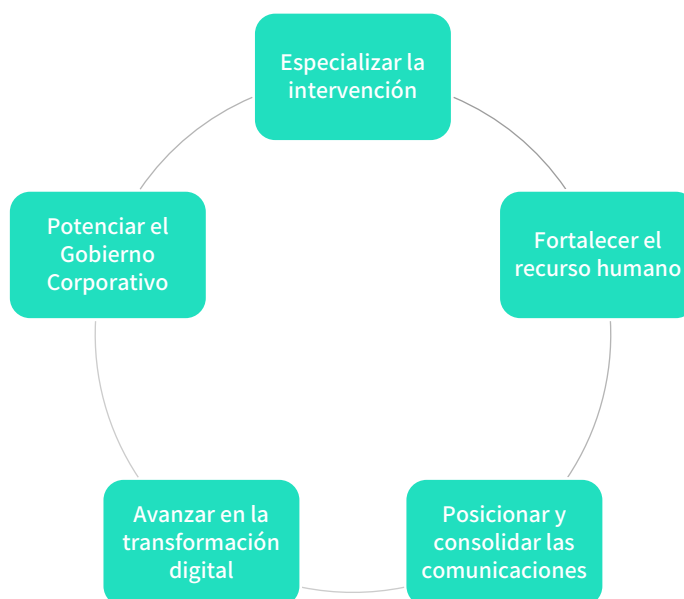 Especializar la
intervención
Potenciar el
Gobierno
Corporativo
Fortalecer el
recurso humano
Avanzar en la
transformación
digital
Posicionar y
consolidar las
comunicaciones